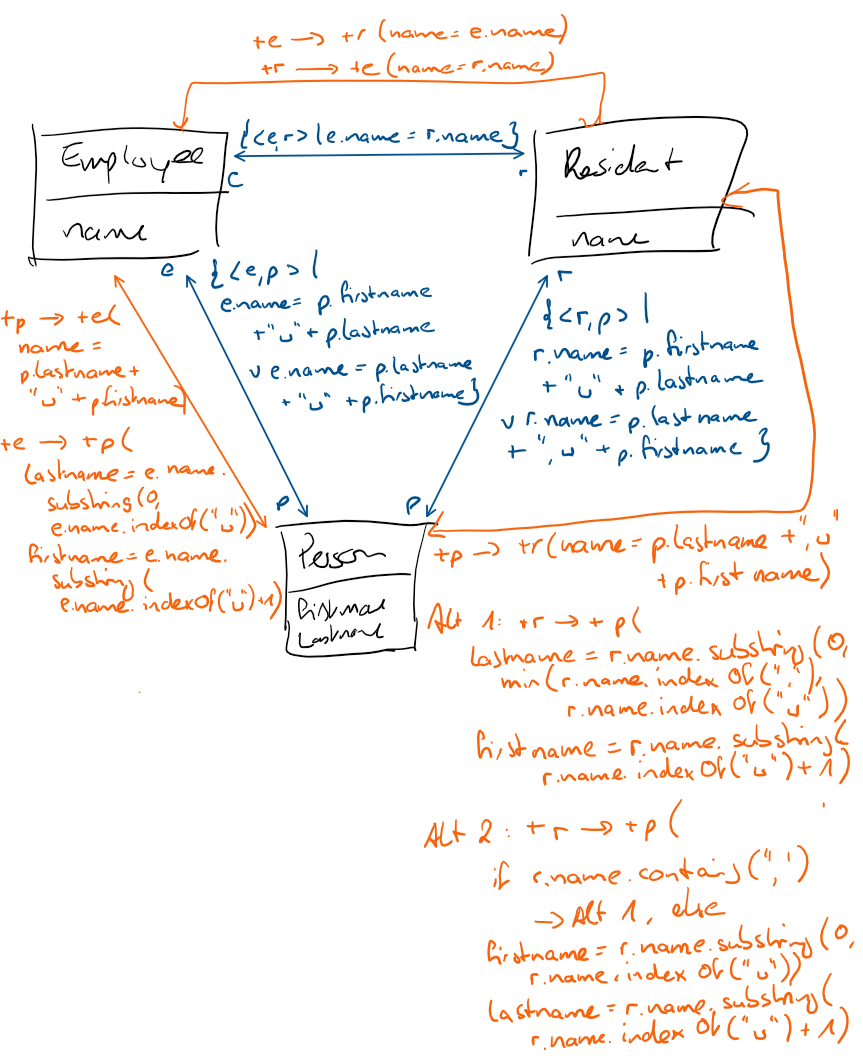 +e → +r (name = e.name)
+r → +e (name = r.name)
{<e,r> | e.name = r.name}
Employee
name
e
r
Resident
name
e
{<e,p> |
e.name = p.firstname
+ "␣" + p.lastname
∨ e.name = p.lastname
+ "␣" + p.firstname}
r
{<r,p> |
r.name = p.firstname
+ "␣" + p.lastname
∨ r.name = p.lastname
+ ",␣" + p.firstname}
+p → +e(
name =
p.lastname +
"␣" + p.firstname)
+e → +p(
lastname = e.name.
substring(0,
e.name.indexOf("␣"))
firstname = e.name.
substring(
e.name.indexOf("␣")+1)
p
p
Person
firstname
lastname
+p → +r(name = p.lastname + ",␣"
+ p.firstname)
Alt 1: +r → +p(
lastname = r.name.substring(0,
min(r.name.indexOf(","),
r.name.indexOf("␣"))
firstname = r.name.substring(
r.name.indexOf("␣")+1)
Alt 2: +r → +p(
if r.name.contains(",")
→ Alt 1, else
firstname = r.name.substring(0,
r.name.indexOf("␣"))
lastname = r.name.substring(
r.name.indexOf("␣")+1)